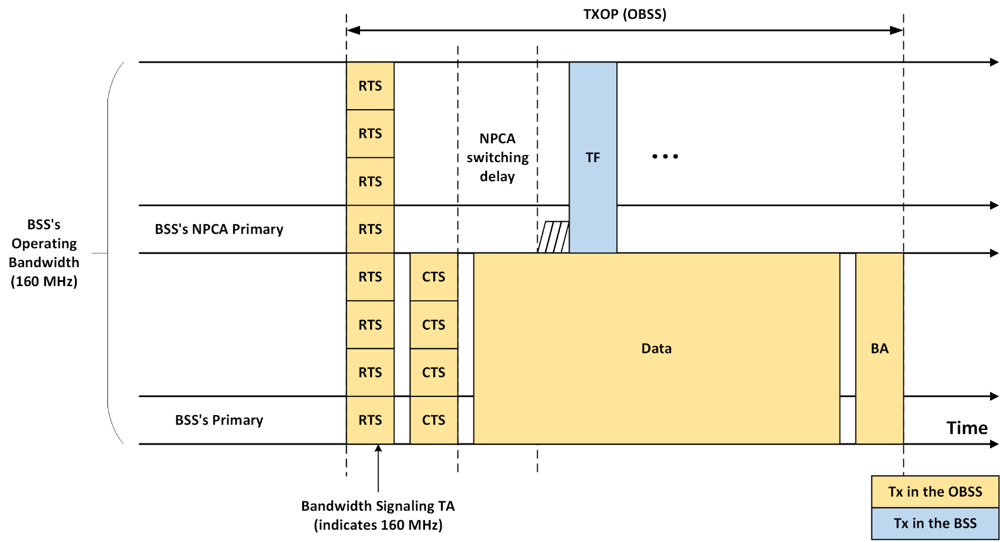 TXOP (OBSS)
RTS
RTS
RTS
RTS
RTS
RTS
RTS
RTS
CTS
CTS
CTS
CTS
NPCA
switching
delay
TF
...
BSS's NPCA Primary
BSS's
Operating
Bandwidth
(160 MHz)
Data
BA
BSS's Primary
Time
Bandwidth Signaling TA
(indicates 160 MHz)
Tx in the OBSS
Tx in the BSS